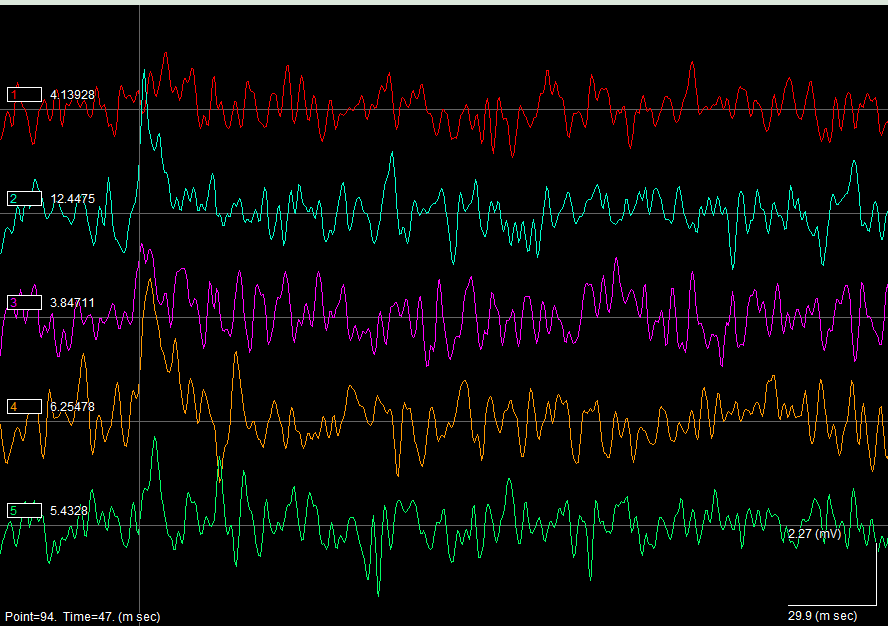 1 4.13928
2 12.4475
3 3.84711
4 6.25478
5 5.4328
2.27 (mV)
29.9 (m sec)
Point=94. Time=47. (m sec)